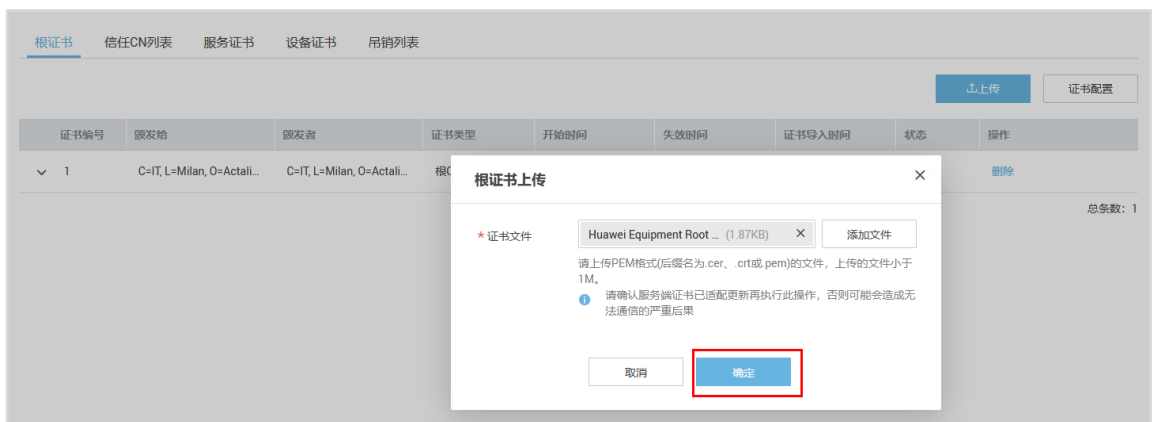 根证书 信任CN列表 服务证书 设备证书 吊销列表
上传 证书配置
证书编号 颁发给 颁发者 证书类型 开始时间 失效时间 证书导入时间 状态 操作
1 C=IT, L=Milan, O=Actali... C=IT, L=Milan, O=Actali... 根C 删除
总条数：1
根证书上传
* 证书文件 Huawei Equipment Root ... (1.87KB) 添加文件
请上传PEM格式(后缀名为.cer、.crt或.pem)的文件，上传的文件小于
1M。
请确认服务端证书已适配更新再执行此操作，否则可能会造成无
法通信的严重后果
取消 确定